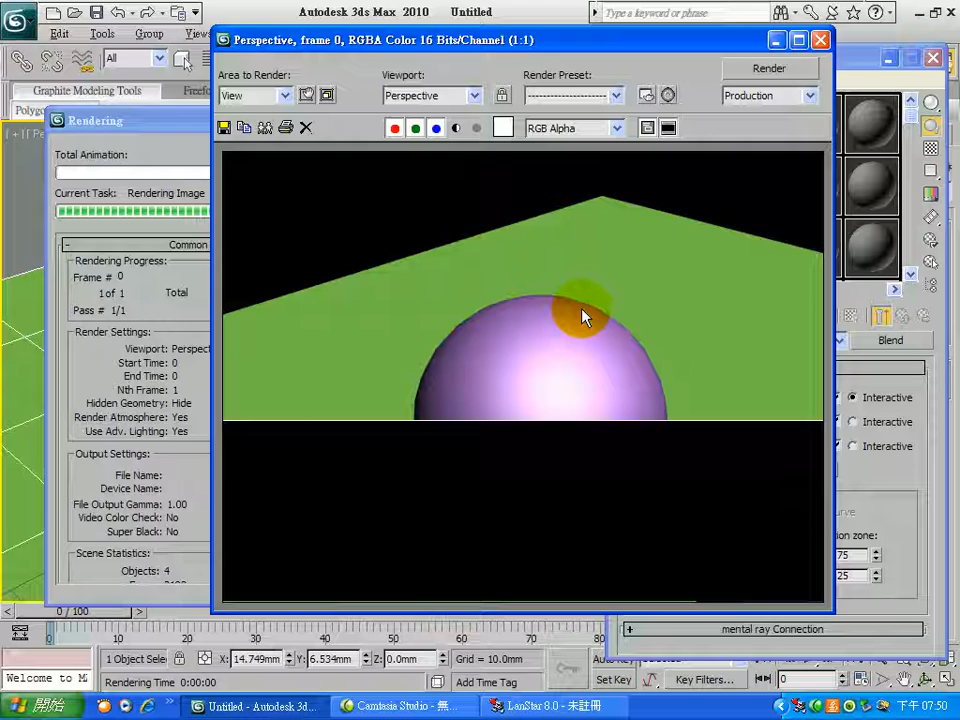 Autodesk 3ds Max 2010 Untitled
Type a keyword or phrase
Edit Tools Group Views
All
Graphite Modeling Tools Freefo
Polyg
Perspective, frame 0, RGBA Color 16 Bits/Channel (1:1)
Area to Render: Viewport: Render Preset: Render
View Perspective -------------------- Production
RGB Alpha
Rendering
Total Animation:
Current Task: Rendering Image
- Common
Rendering Progress:
Frame # 0
1 of 1 Total
Pass # 1/1
Render Settings:
Viewport: Perspect
Start Time: 0
End Time: 0
Nth Frame: 1
Hidden Geometry: Hide
Render Atmosphere: Yes
Use Adv. Lighting: Yes
Output Settings:
File Name:
Device Name:
File Output Gamma: 1.00
Video Color Check: No
Super Black: No
Scene Statistics:
Objects: 4
Blend
Interactive
Interactive
Interactive
urve
ion zone:
75
25
+ mental ray Connection
0 / 100
0 10 20 30 40 50 60 70 80
1 Object Selec X: 14.749mm Y: 6.534mm Z: 0.0mm Grid = 10.0mm
Welcome to M Rendering Time 0:00:00 Add Time Tag Set Key Key Filters... 0
開始 Untitled - Autodesk 3d... Camtasia Studio - 無... LanStar 8.0 - 未註冊 下午 07:50